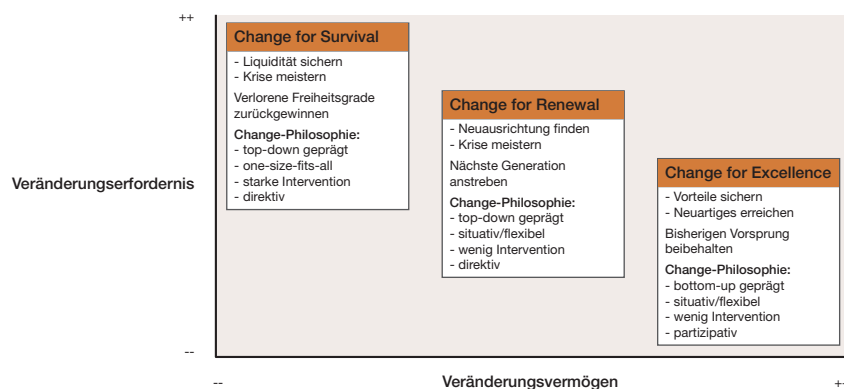 ++
Change for Survival
- Liquidität sichern
- Krise meistern
Verlorene Freiheitsgrade
zurückgewinnen
Change-Philosophie:
- top-down geprägt
- one-size-fits-all
- starke Intervention
- direktiv
Change for Renewal
- Neuausrichtung finden
- Krise meistern
Nächste Generation
anstreben
Change-Philosophie:
- top-down geprägt
- situativ/flexibel
- wenig Intervention
- direktiv
Change for Excellence
- Vorteile sichern
- Neuartiges erreichen
Bisherigen Vorsprung
beibehalten
Change-Philosophie:
- bottom-up geprägt
- situativ/flexibel
- wenig Intervention
- partizipativ
Veränderungserfordernis
--
--
Veränderungsvermögen
++